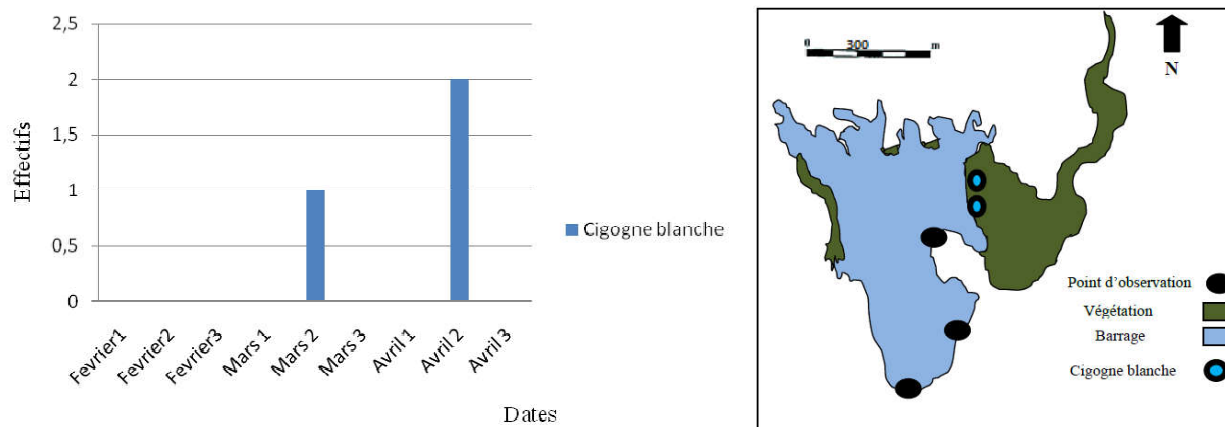 2,5
2
1,5
1
0,5
0
Effectifs
Fevrier1
Fevrier2
Fevrier3
Mars 1
Mars 2
Mars 3
Avril 1
Avril 2
Avril 3
Dates
Cigogne blanche
0 300 m
N
Point d'observation
Végétation
Barrage
Cigogne blanche